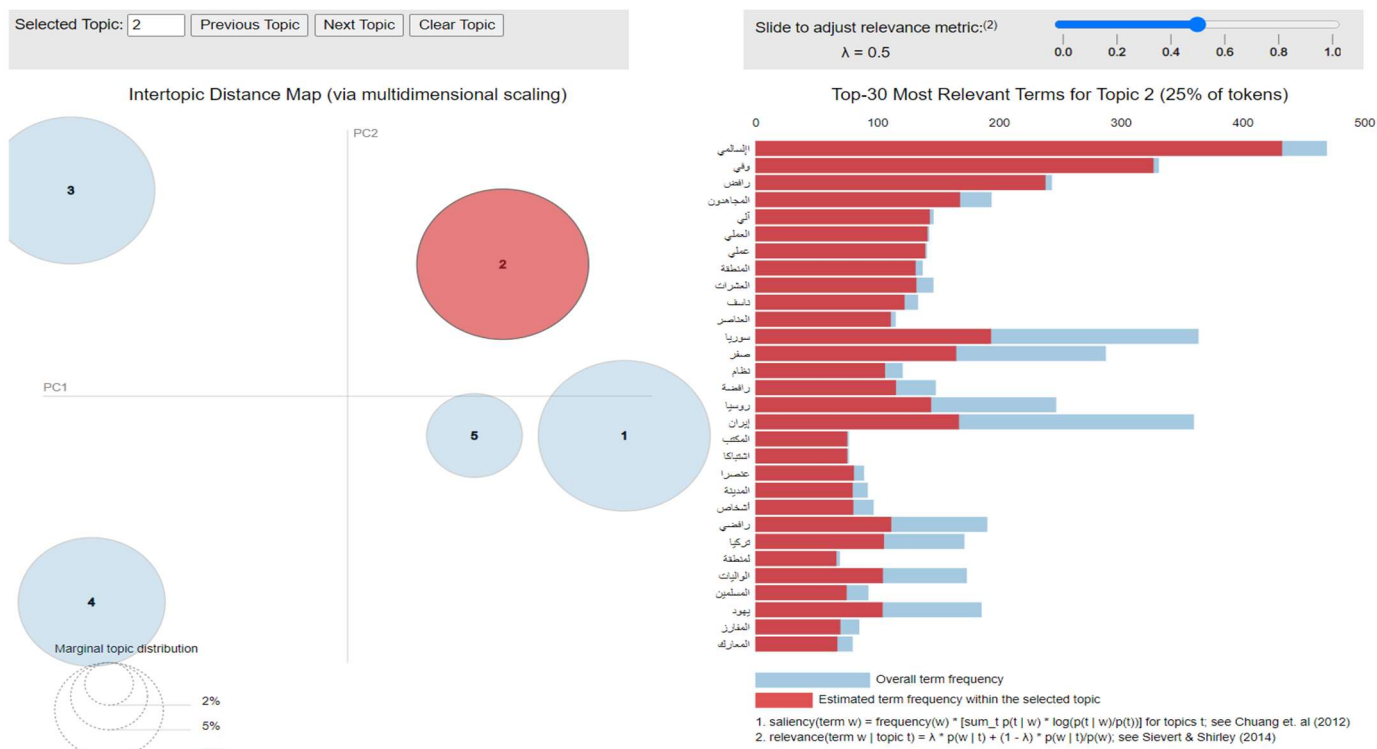 Selected Topic: 2 Previous Topic Next Topic Clear Topic
Slide to adjust relevance metric:(2)
λ = 0.5
0.0 0.2 0.4 0.6 0.8 1.0
Intertopic Distance Map (via multidimensional scaling)
PC2
PC1
3
2
5
1
4
Marginal topic distribution
2%
5%
Top-30 Most Relevant Terms for Topic 2 (25% of tokens)
0 100 200 300 400 500
اإلسالمي
وفي
رافض
المجاهدون
آلي
العملي
عملي
المنطقة
العشرات
ناسف
العناصر
سوريا
صفر
نظام
رافضة
روسيا
إيران
المكتب
اشتباكا
عنصرا
المدينة
أشخاص
رافضي
تركيا
لمنطقة
الواليات
المسلمين
يهود
المفارز
المعارك
Overall term frequency
Estimated term frequency within the selected topic
1. saliency(term w) = frequency(w) * [sum_t p(t | w) * log(p(t | w)/p(t))] for topics t; see Chuang et. al (2012)
2. relevance(term w | topic t) = λ * p(w | t) + (1 - λ) * p(w | t)/p(w); see Sievert & Shirley (2014)